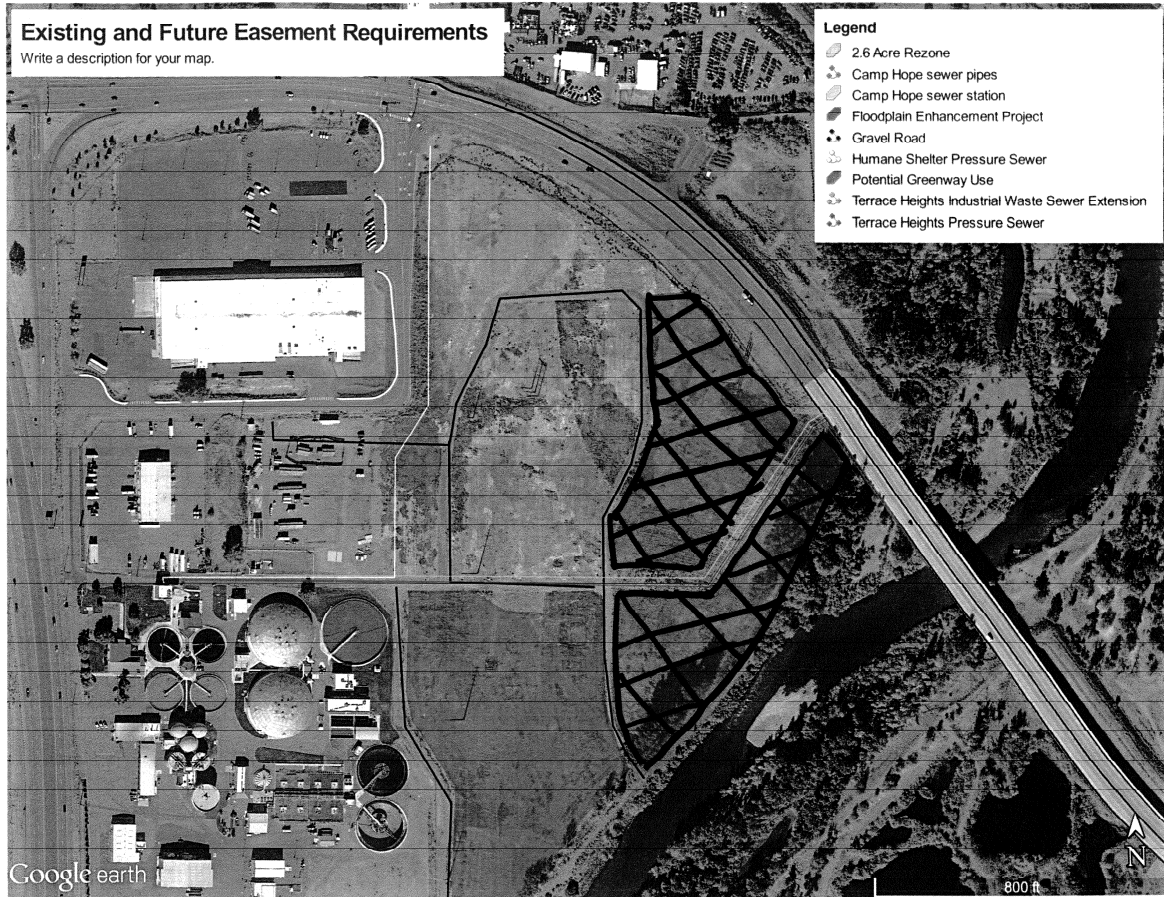 Existing and Future Easement Requirements
Write a description for your map.
Legend
2.6 Acre Rezone
Camp Hope sewer pipes
Camp Hope sewer station
Floodplain Enhancement Project
Gravel Road
Humane Shelter Pressure Sewer
Potential Greenway Use
Terrace Heights Industrial Waste Sewer Extension
Terrace Heights Pressure Sewer
Google earth
N
800 ft